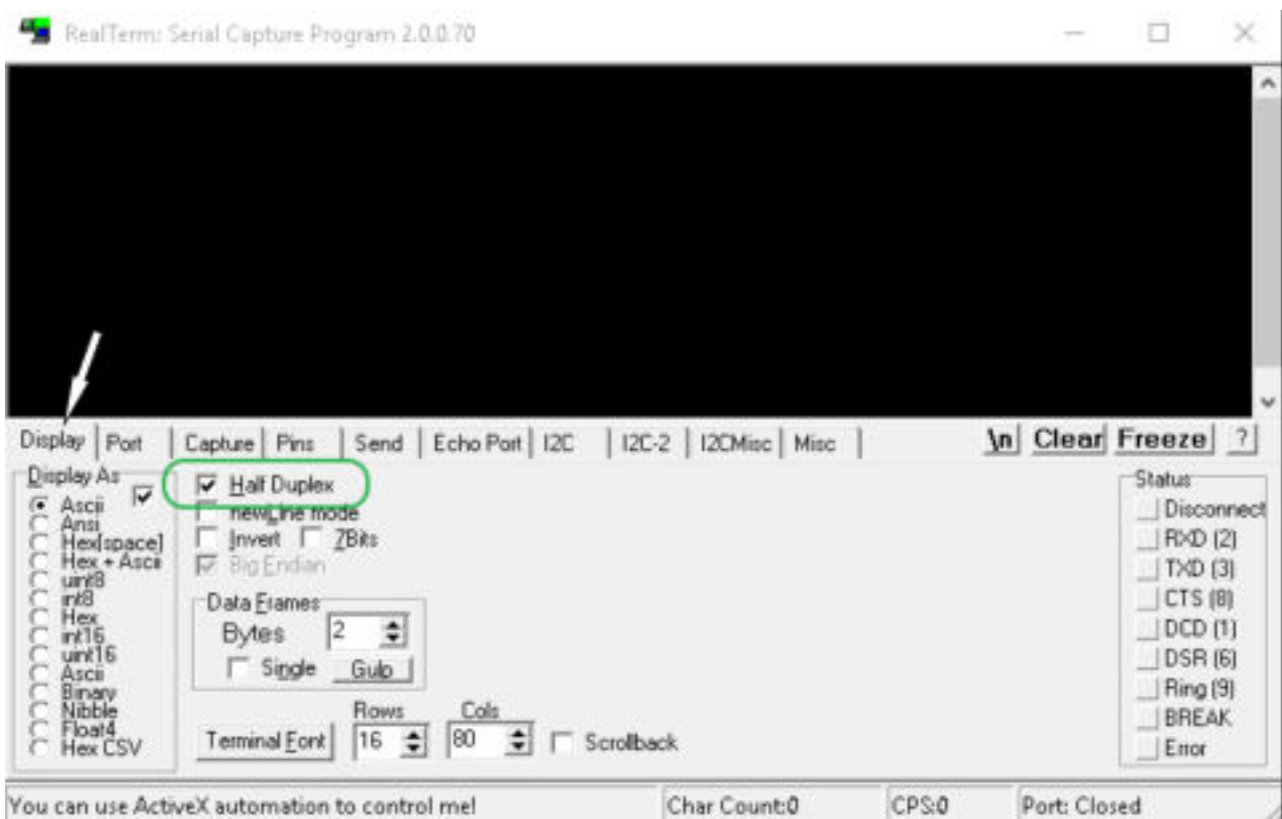 RealTerm: Serial Capture Program 2.0.0.70
Display Port Capture Pins Send Echo Port I2C I2C-2 I2CMisc Misc \n Clear Freeze ?
Display As
Ascii
Ansi
Hex[space]
Hex + Ascii
uint8
int8
Hex
int16
uint16
Ascii
Binary
Nibble
Float4
Hex CSV
Half Duplex
newLine mode
Invert 7Bits
Big Endian
Data Frames
Bytes 2
Single Gulp
Rows Cols
Terminal Font 16 80 Scrollback
Status
Disconnect
RXD (2)
TXD (3)
CTS (8)
DCD (1)
DSR (6)
Ring (9)
BREAK
Error
You can use ActiveX automation to control me! Char Count:0 CPS:0 Port: Closed